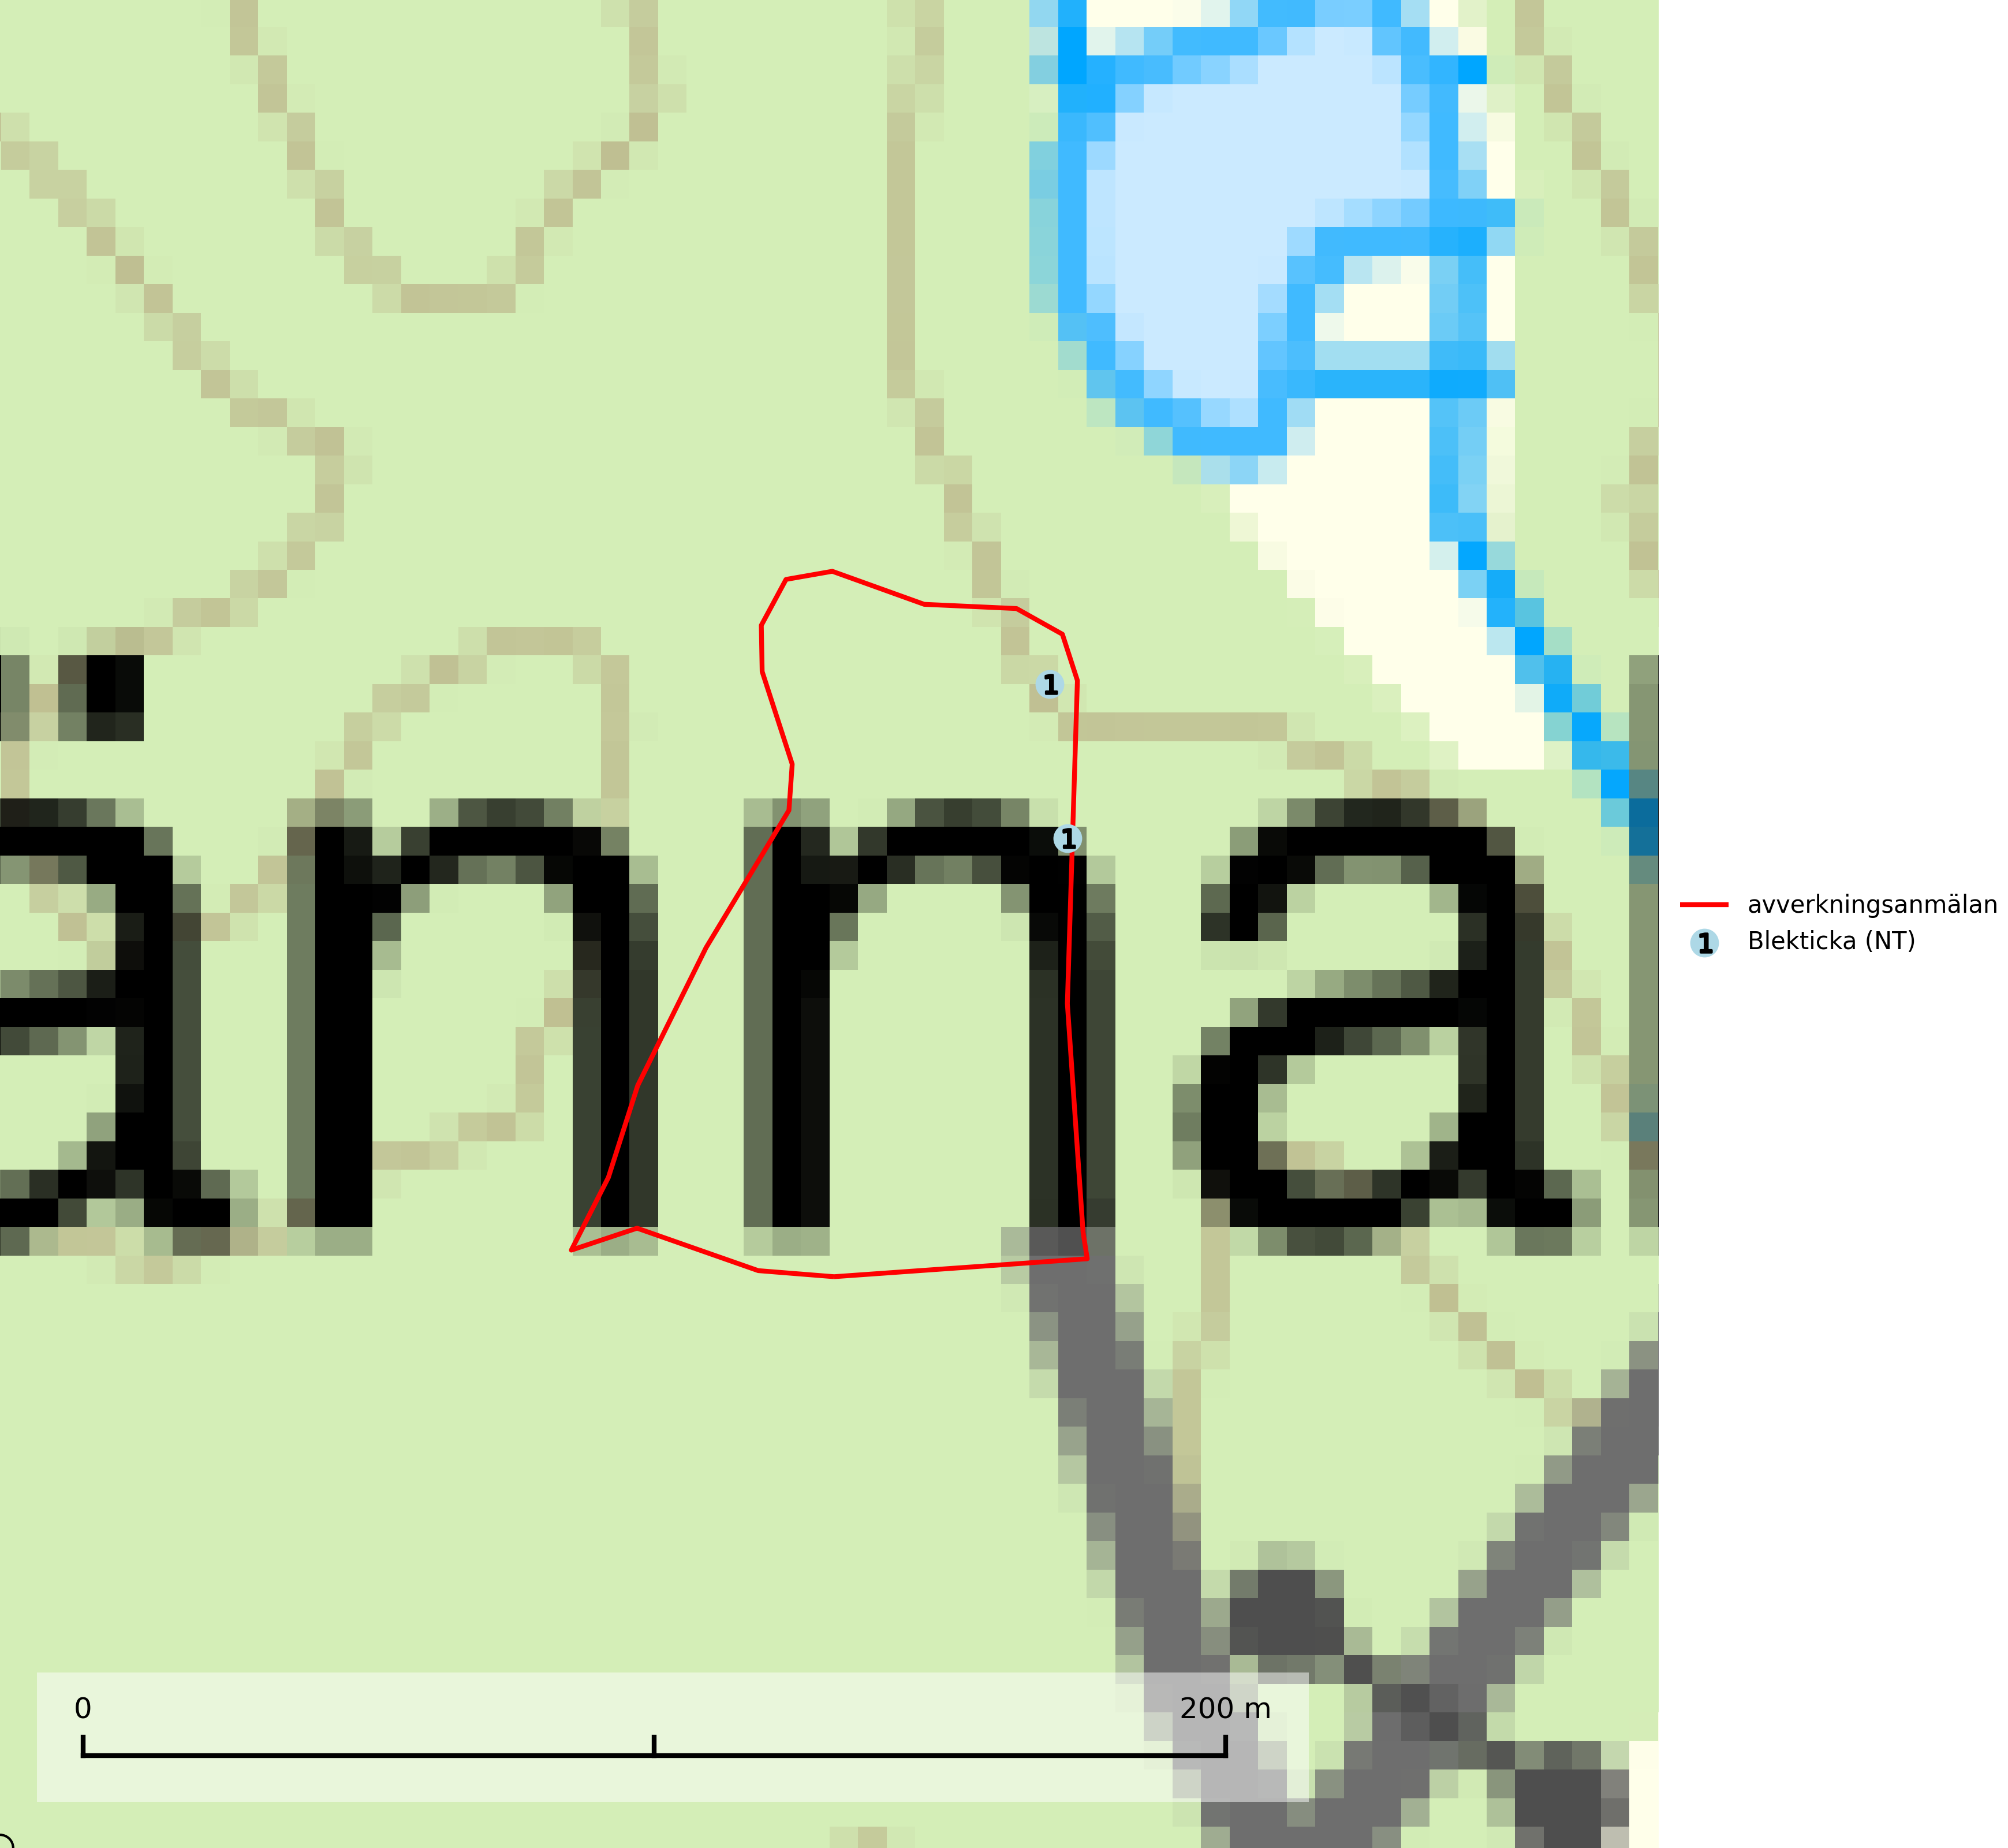 1
1
anna
avverkningsanmälan
1 Blekticka (NT)
0 200 m